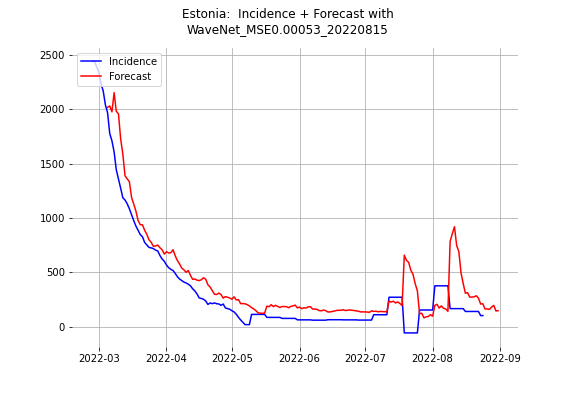 Estonia:  Incidence + Forecast with
WaveNet_MSE0.00053_20220815
Incidence
Forecast
2500
2000
1500
1000
500
0
2022-03 2022-04 2022-05 2022-06 2022-07 2022-08 2022-09